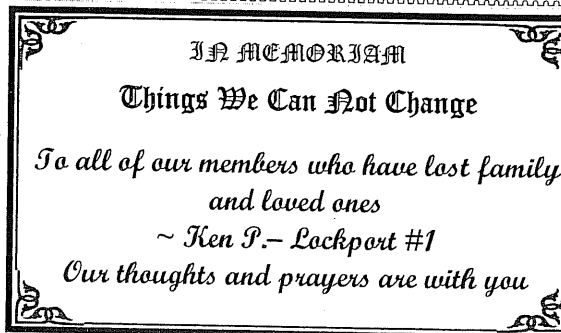 IN MEMORIAM
Things We Can Not Change
To all of our members who have lost family
and loved ones
~ Ken P.– Lockport #1
Our thoughts and prayers are with you